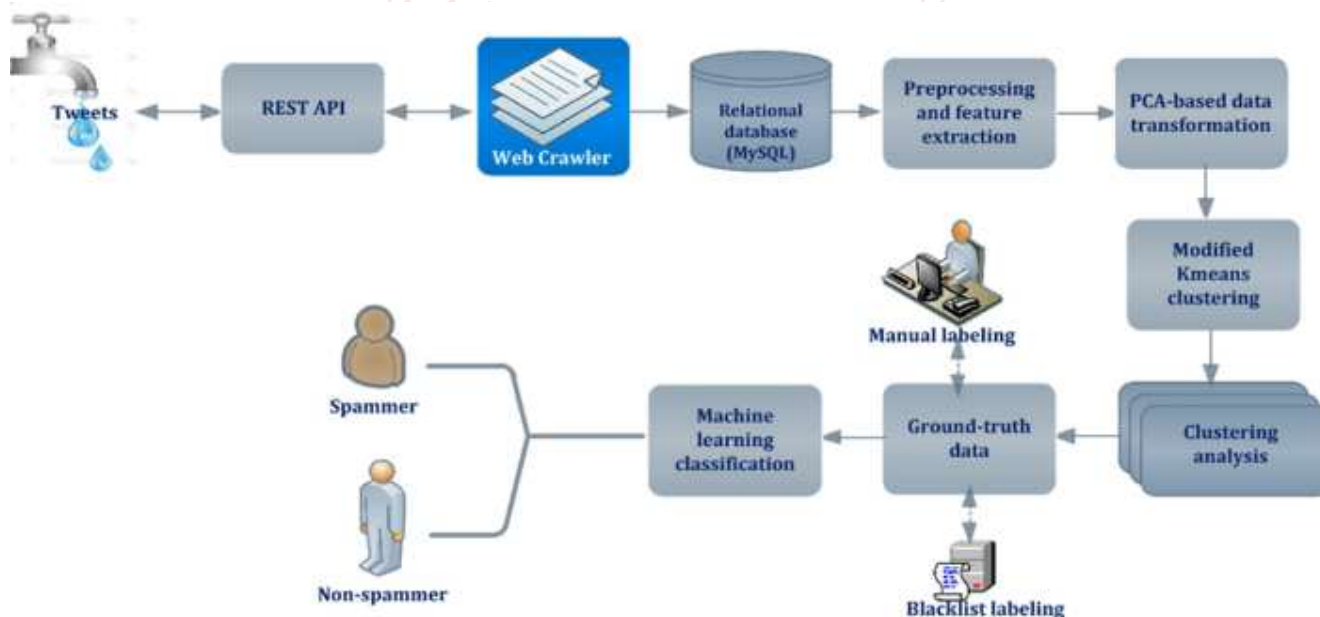 Tweets
REST API
Web Crawler
Relational
database
(MySQL)
Preprocessing
and feature
extraction
PCA-based data
transformation
Modified
Kmeans
clustering
Manual labeling
Spammer
Machine
learning
classification
Ground-truth
data
Clustering
analysis
Non-spammer
Blacklist labeling